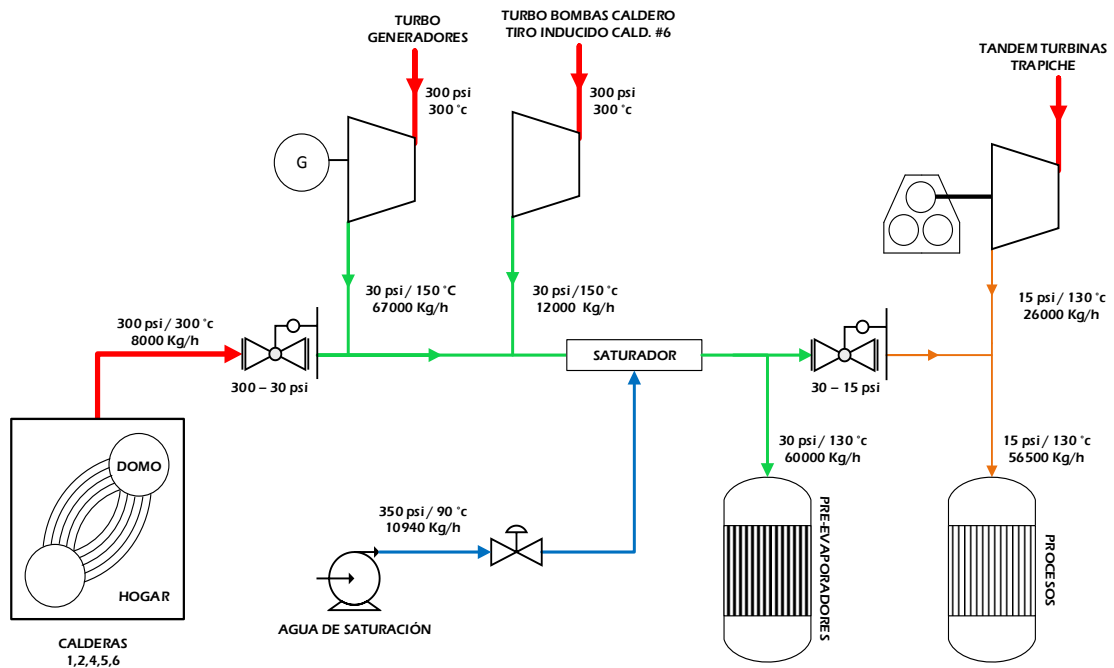 TURBO
GENERADORES
TURBO BOMBAS CALDERO
TIRO INDUCIDO CALD. #6
TANDEM TURBINAS
TRAPICHE
300 psi
300 °c
300 psi
300 °c
G
30 psi / 150 °C
67000 Kg/h
30 psi /150 °c
12000 Kg/h
15 psi / 130 °c
26000 Kg/h
300 psi / 300 °c
8000 Kg/h
300 – 30 psi
SATURADOR
30 – 15 psi
DOMO
HOGAR
CALDERAS
1,2,4,5,6
350 psi / 90 °c
10940 Kg/h
AGUA DE SATURACIÓN
30 psi / 130 °c
60000 Kg/h
PRE-EVAPORADORES
15 psi / 130 °c
56500 Kg/h
PROCESOS